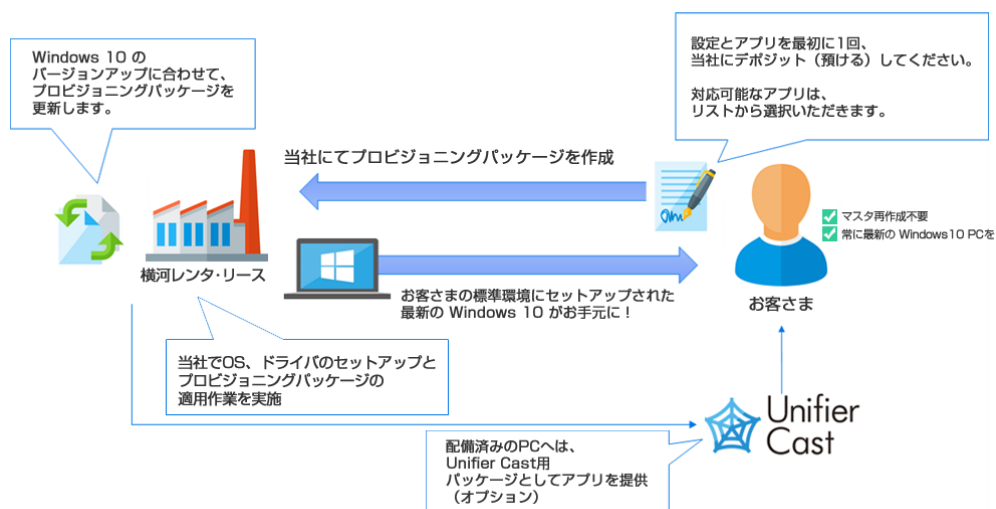 Windows 10 の
バージョンアップに合わせて、
プロビジョニングパッケージを
更新します。
設定とアプリを最初に1回、
当社にデポジット（預ける）してください。
対応可能なアプリは、
リストから選択いただきます。
当社にてプロビジョニングパッケージを作成
マスタ再作成不要
常に最新の Windows10 PCを
横河レンタ・リース
お客さまの標準環境にセットアップされた
最新の Windows 10 がお手元に！
お客さま
当社でOS、ドライバのセットアップと
プロビジョニングパッケージの
適用作業を実施
Unifier
Cast
配備済みのPCへは、
Unifier Cast用
パッケージとしてアプリを提供
（オプション）